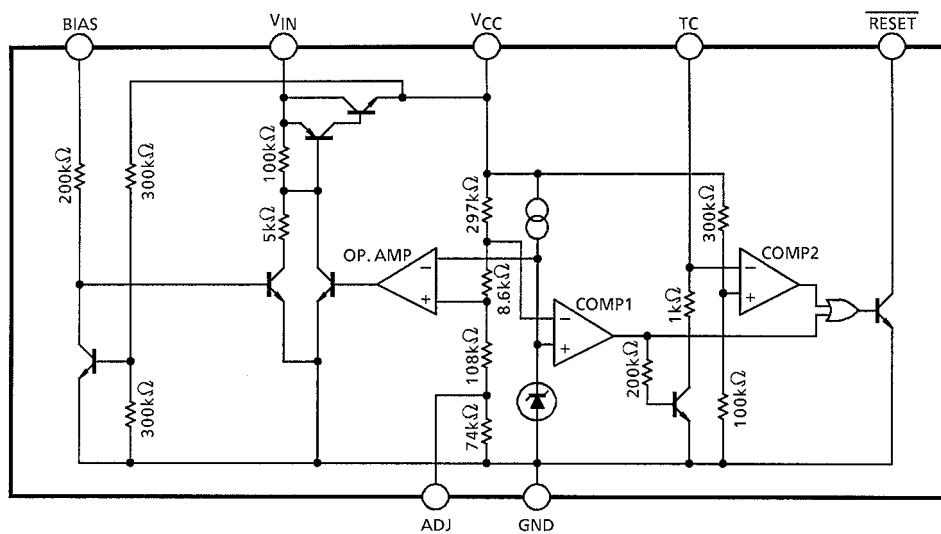 BIAS
V_IN
V_CC
TC
RESET
200kΩ
300kΩ
100kΩ
5kΩ
OP. AMP
−
+
297kΩ
8.6kΩ
108kΩ
74kΩ
COMP1
−
+
200kΩ
1kΩ
300kΩ
COMP2
−
+
100kΩ
300kΩ
ADJ
GND